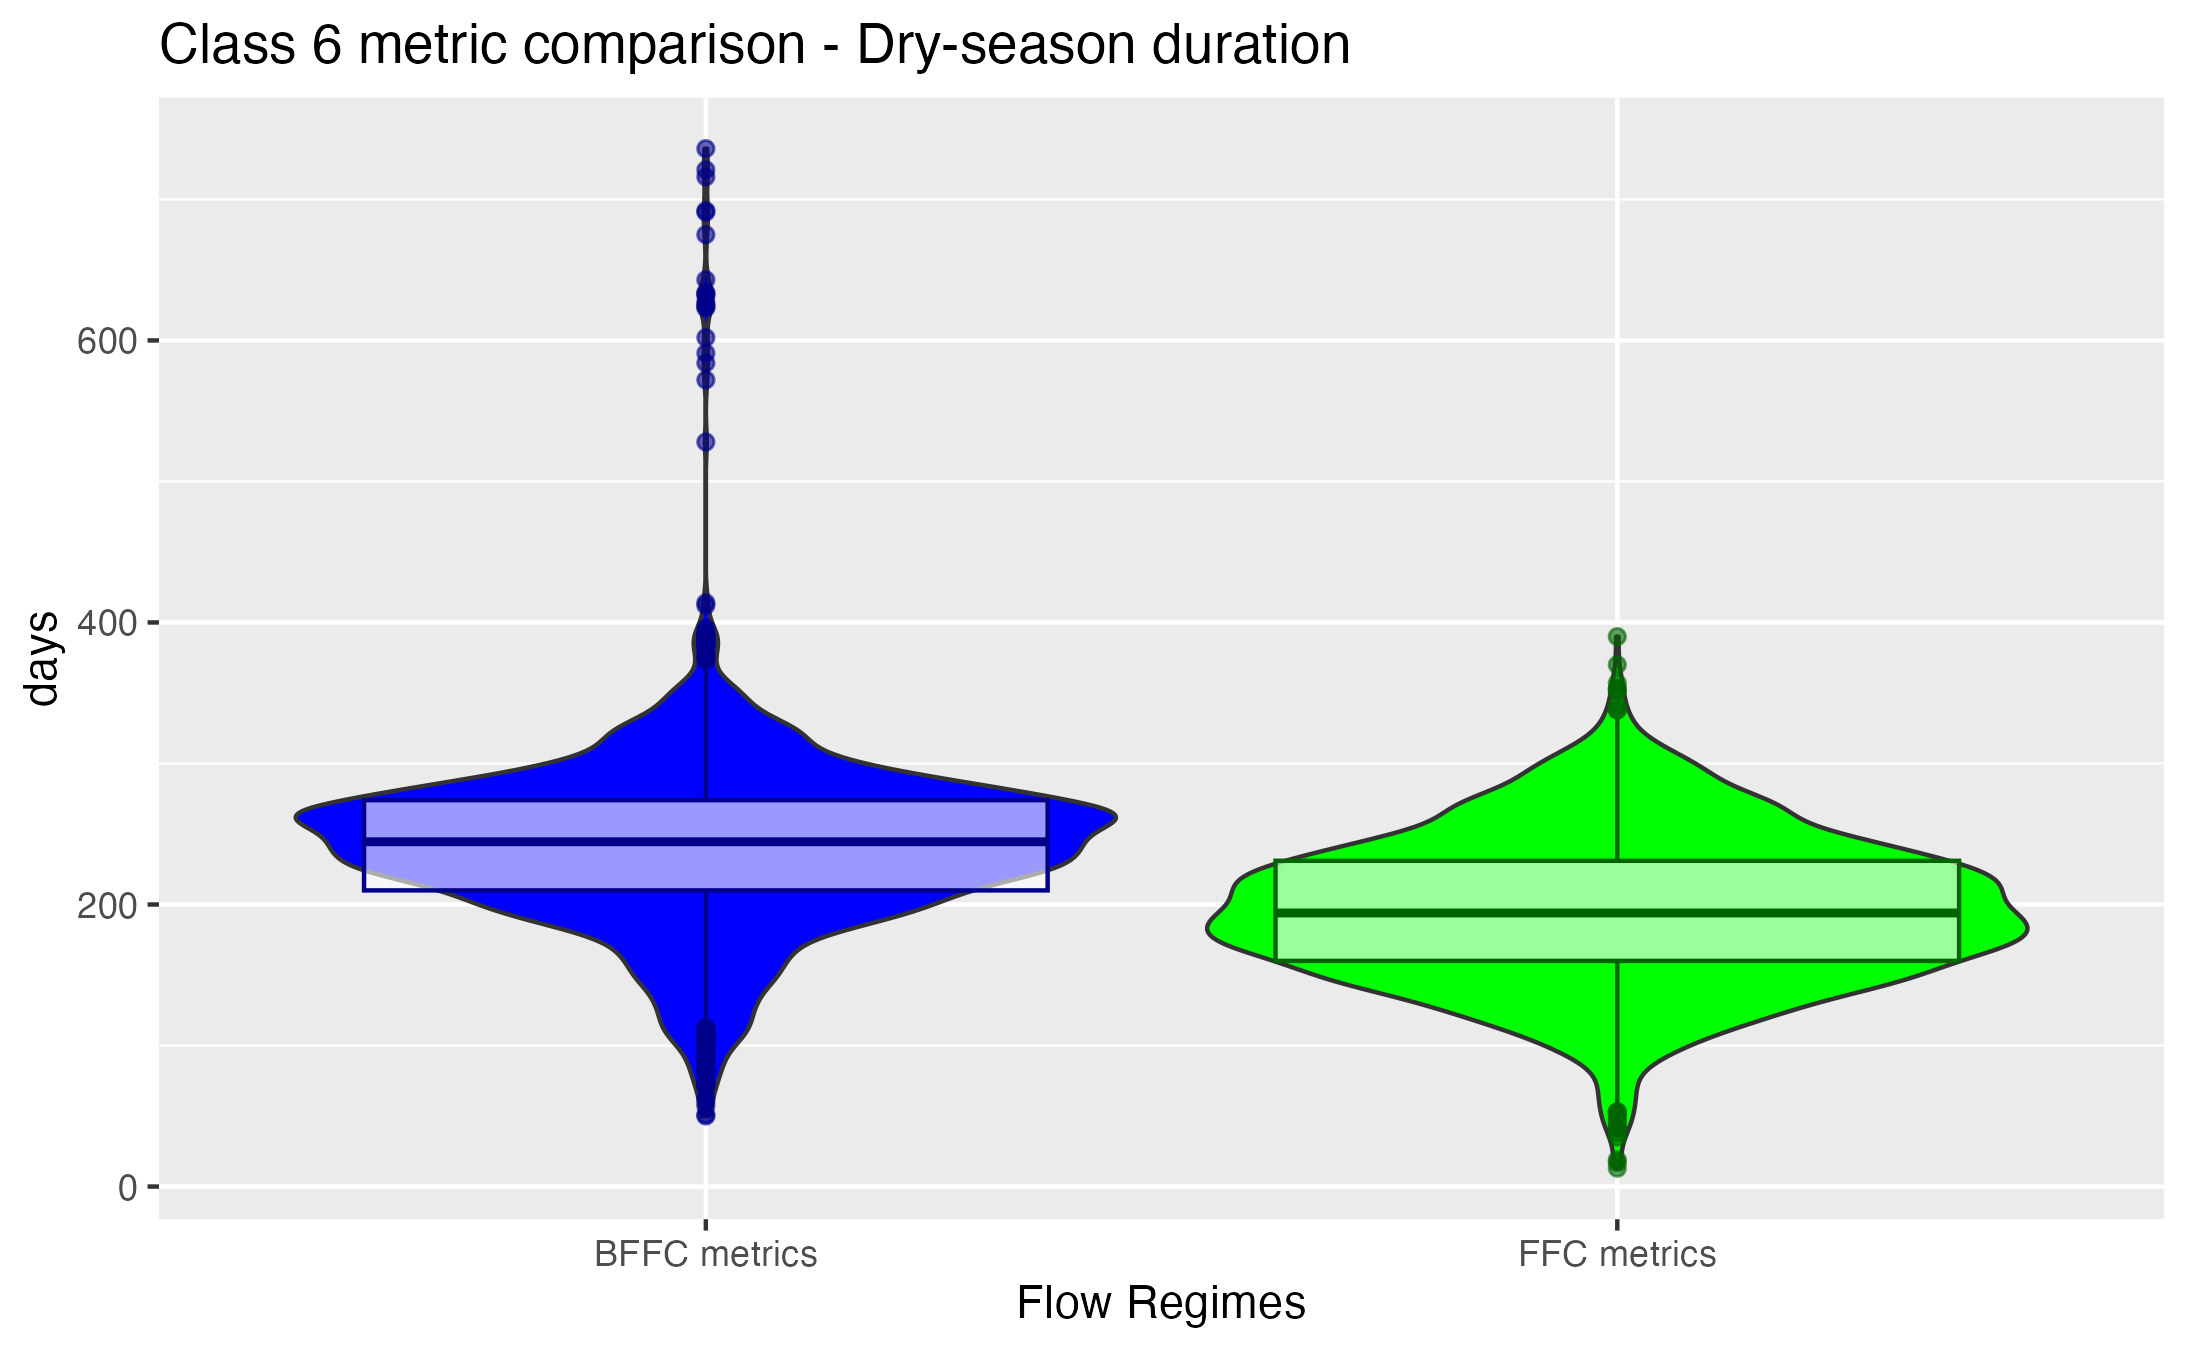 Class 6 metric comparison - Dry-season duration
days
600
400
200
0
BFFC metrics
FFC metrics
Flow Regimes